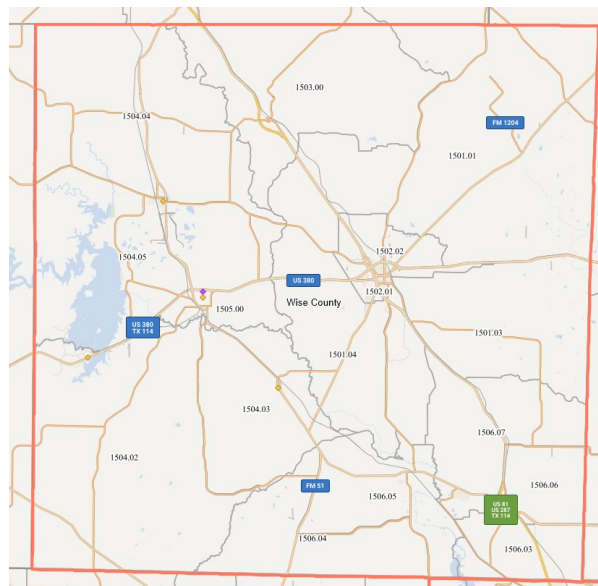 1503.00
1504.04
FM 1204
1501.01
1502.02
1504.05
US 380
1502.01
Wise County
1505.00
US 380
TX 114
1501.03
1501.04
1504.03
1506.07
1504.02
FM 51
1506.06
1506.05
US 81
US 287
TX 114
1506.04
1506.03